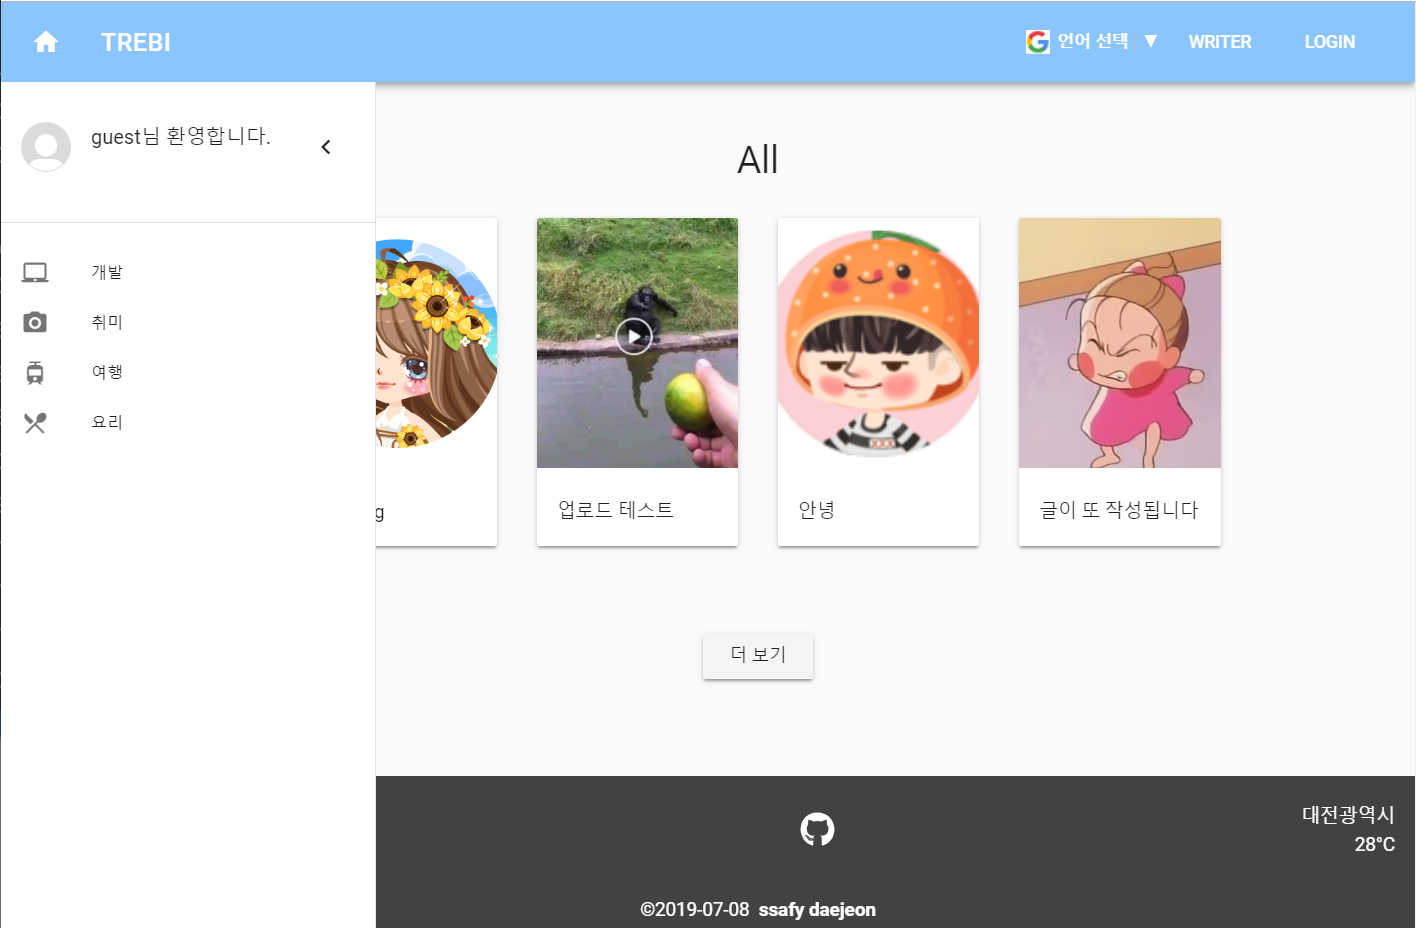 TREBI
언어 선택 ▼
WRITER
LOGIN
guest님 환영합니다.
개발
취미
여행
요리
All
g
업로드 테스트
안녕
글이 또 작성됩니다
더 보기
대전광역시
28°C
©2019-07-08 ssafy daejeon